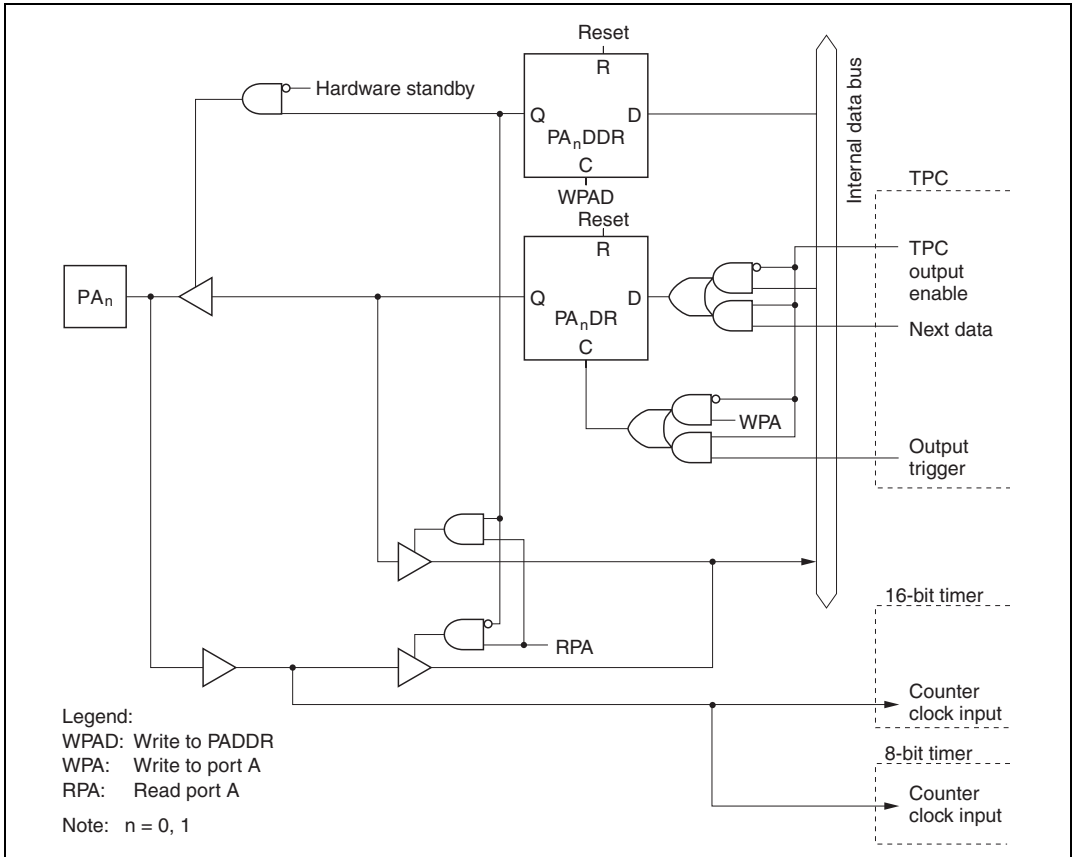 Reset
R
Hardware standby
Q
D
PAnDDR
C
WPAD
Internal data bus
TPC
Reset
R
TPC
output
enable
PAn
Q
D
PAnDR
C
Next data
WPA
Output
trigger
16-bit timer
RPA
Counter
clock input
Legend:
WPAD: Write to PADDR
WPA: Write to port A
RPA: Read port A
Note: n = 0, 1
8-bit timer
Counter
clock input